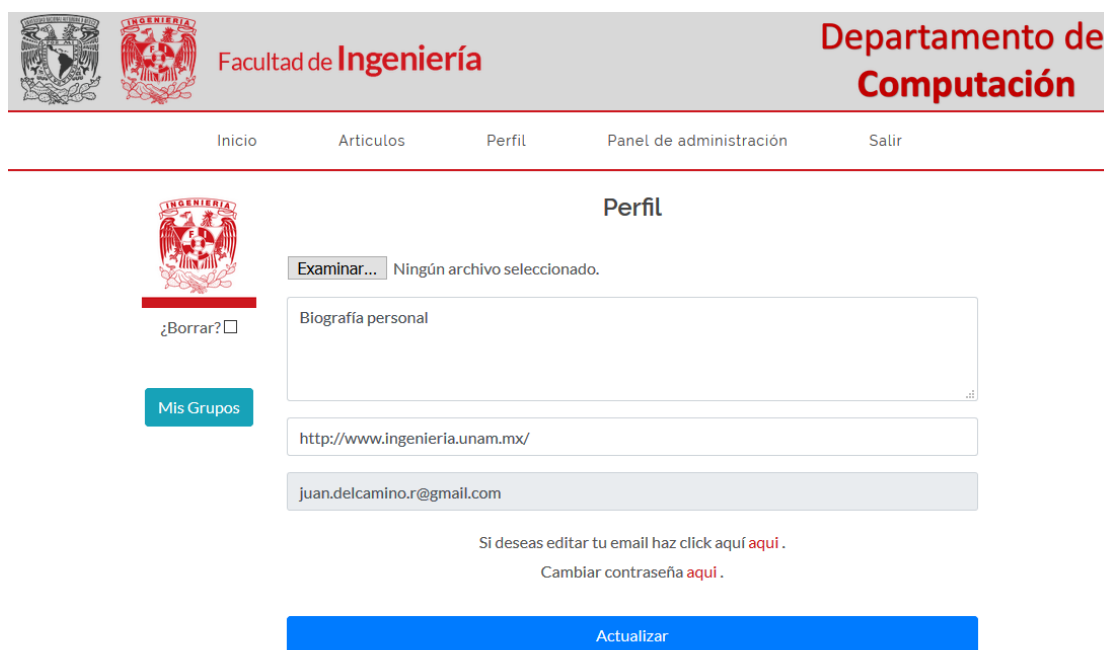 INGENIERIA
Facultad de Ingeniería
Departamento de
Computación
Inicio
Articulos
Perfil
Panel de administración
Salir
INGENIERIA
¿Borrar?
Mis Grupos
Perfil
Examinar... Ningún archivo seleccionado.
Biografía personal
http://www.ingenieria.unam.mx/
juan.delcamino.r@gmail.com
Si deseas editar tu email haz click aquí aqui .
Cambiar contraseña aqui .
Actualizar